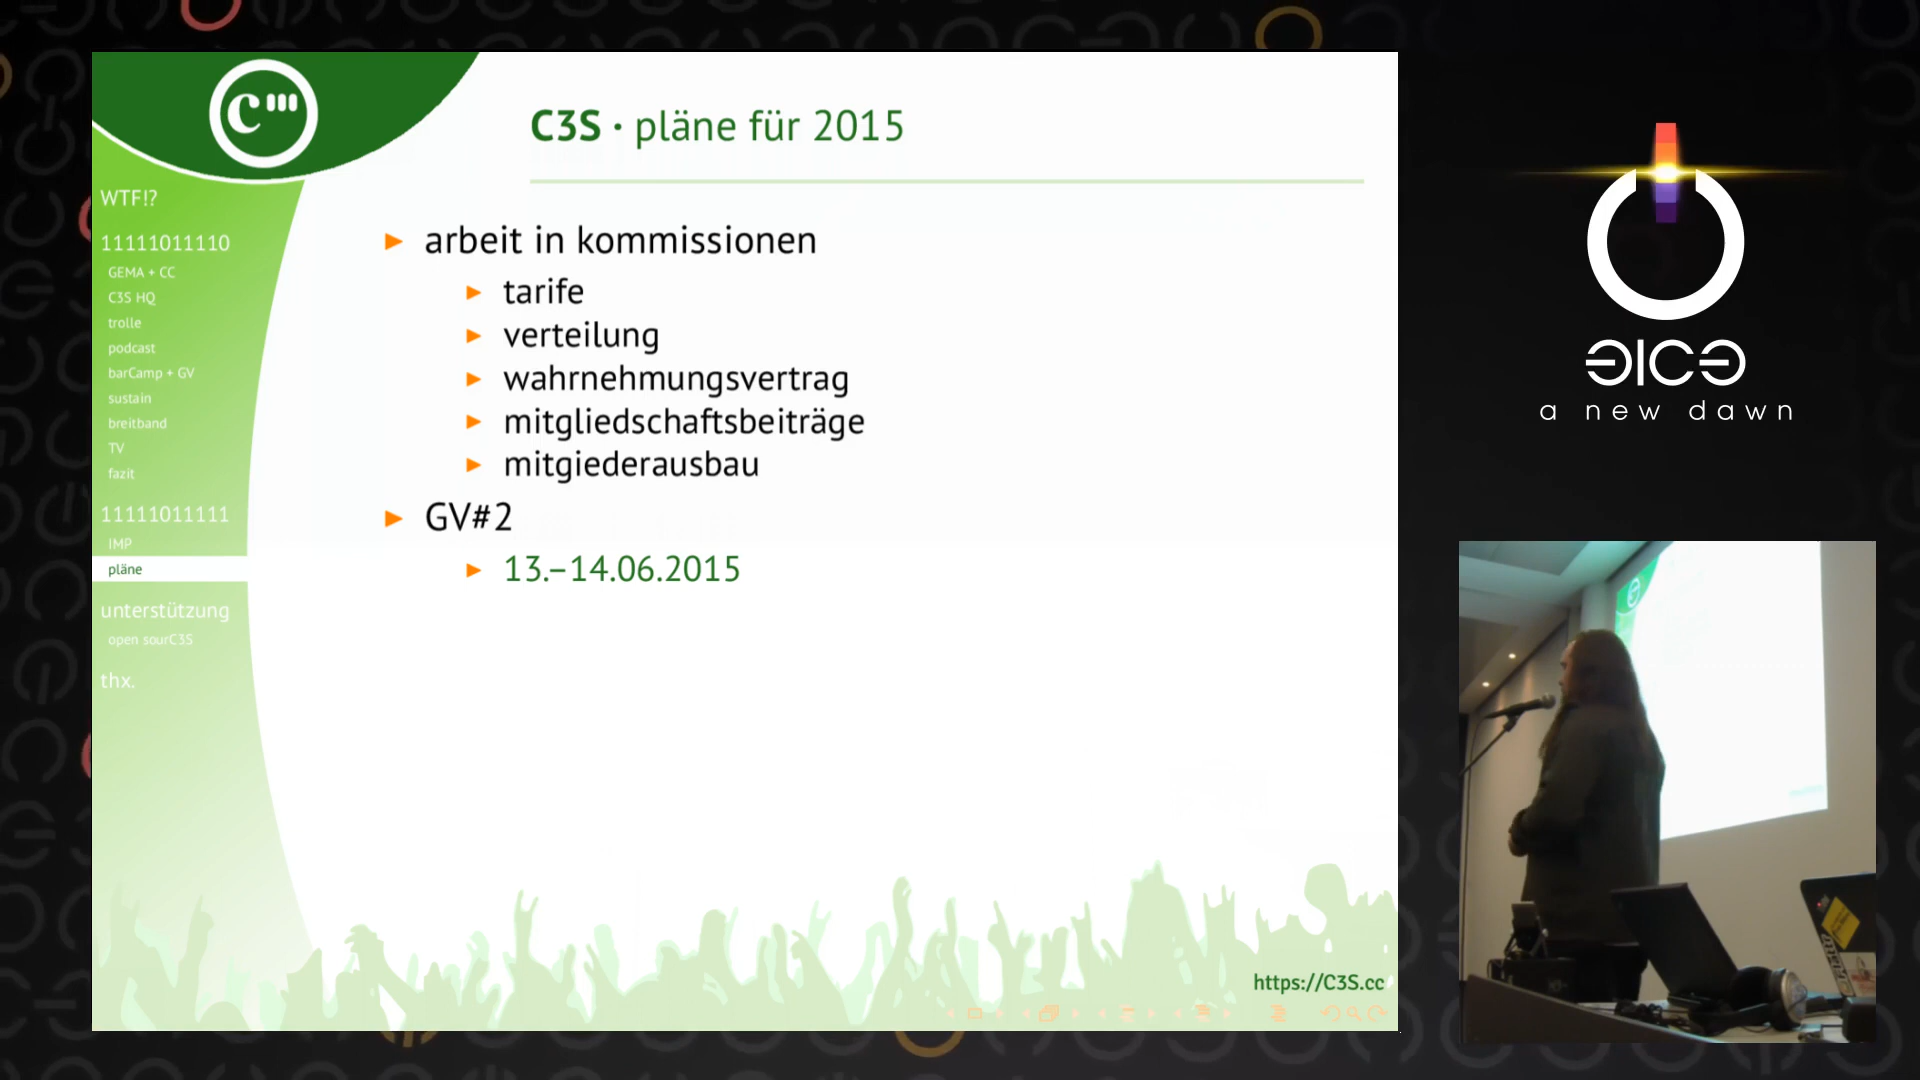 C3S · pläne für 2015
WTF!?
11111011110
GEMA + CC
C3S HQ
trolle
podcast
barCamp + GV
sustain
breitband
TV
fazit
11111011111
IMP
pläne
unterstützung
open sourC3S
thx.
arbeit in kommissionen
tarife
verteilung
wahrnehmungsvertrag
mitgliedschaftsbeiträge
mitgiederausbau
GV#2
13.–14.06.2015
https://C3S.cc
a new dawn